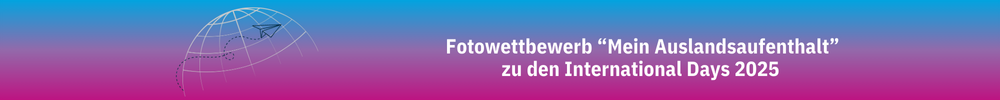 Fotowettbewerb “Mein Auslandsaufenthalt”
zu den International Days 2025